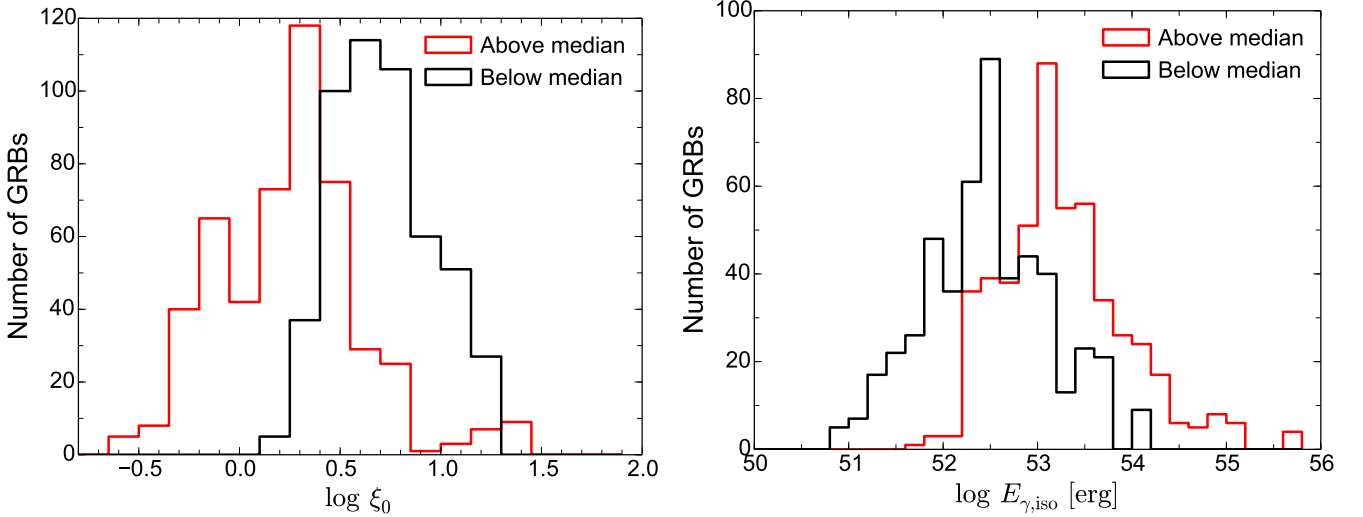 120
100
80
60
40
20
0
Number of GRBs
Above median
Below median
−0.5 0.0 0.5 1.0 1.5 2.0
log ξ₀
100
80
60
40
20
0
Number of GRBs
Above median
Below median
50 51 52 53 54 55 56
log E_γ,iso [erg]